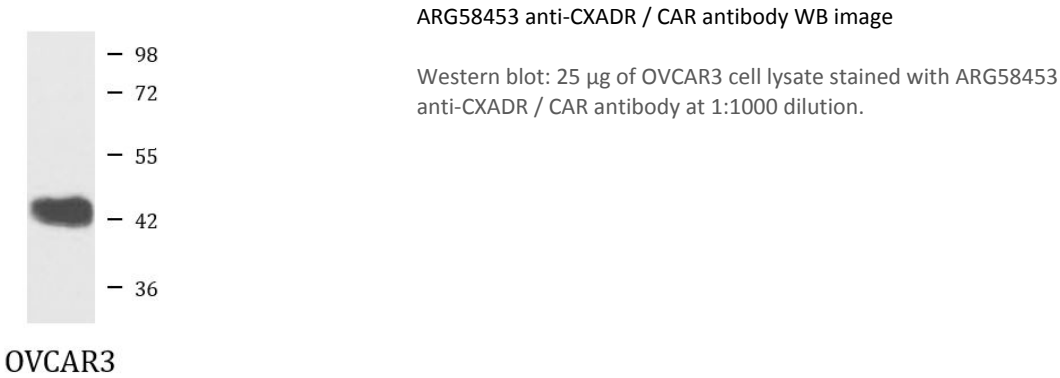 ARG58453 anti-CXADR / CAR antibody WB image
Western blot: 25 µg of OVCAR3 cell lysate stained with ARG58453
anti-CXADR / CAR antibody at 1:1000 dilution.
98
72
55
42
36
OVCAR3